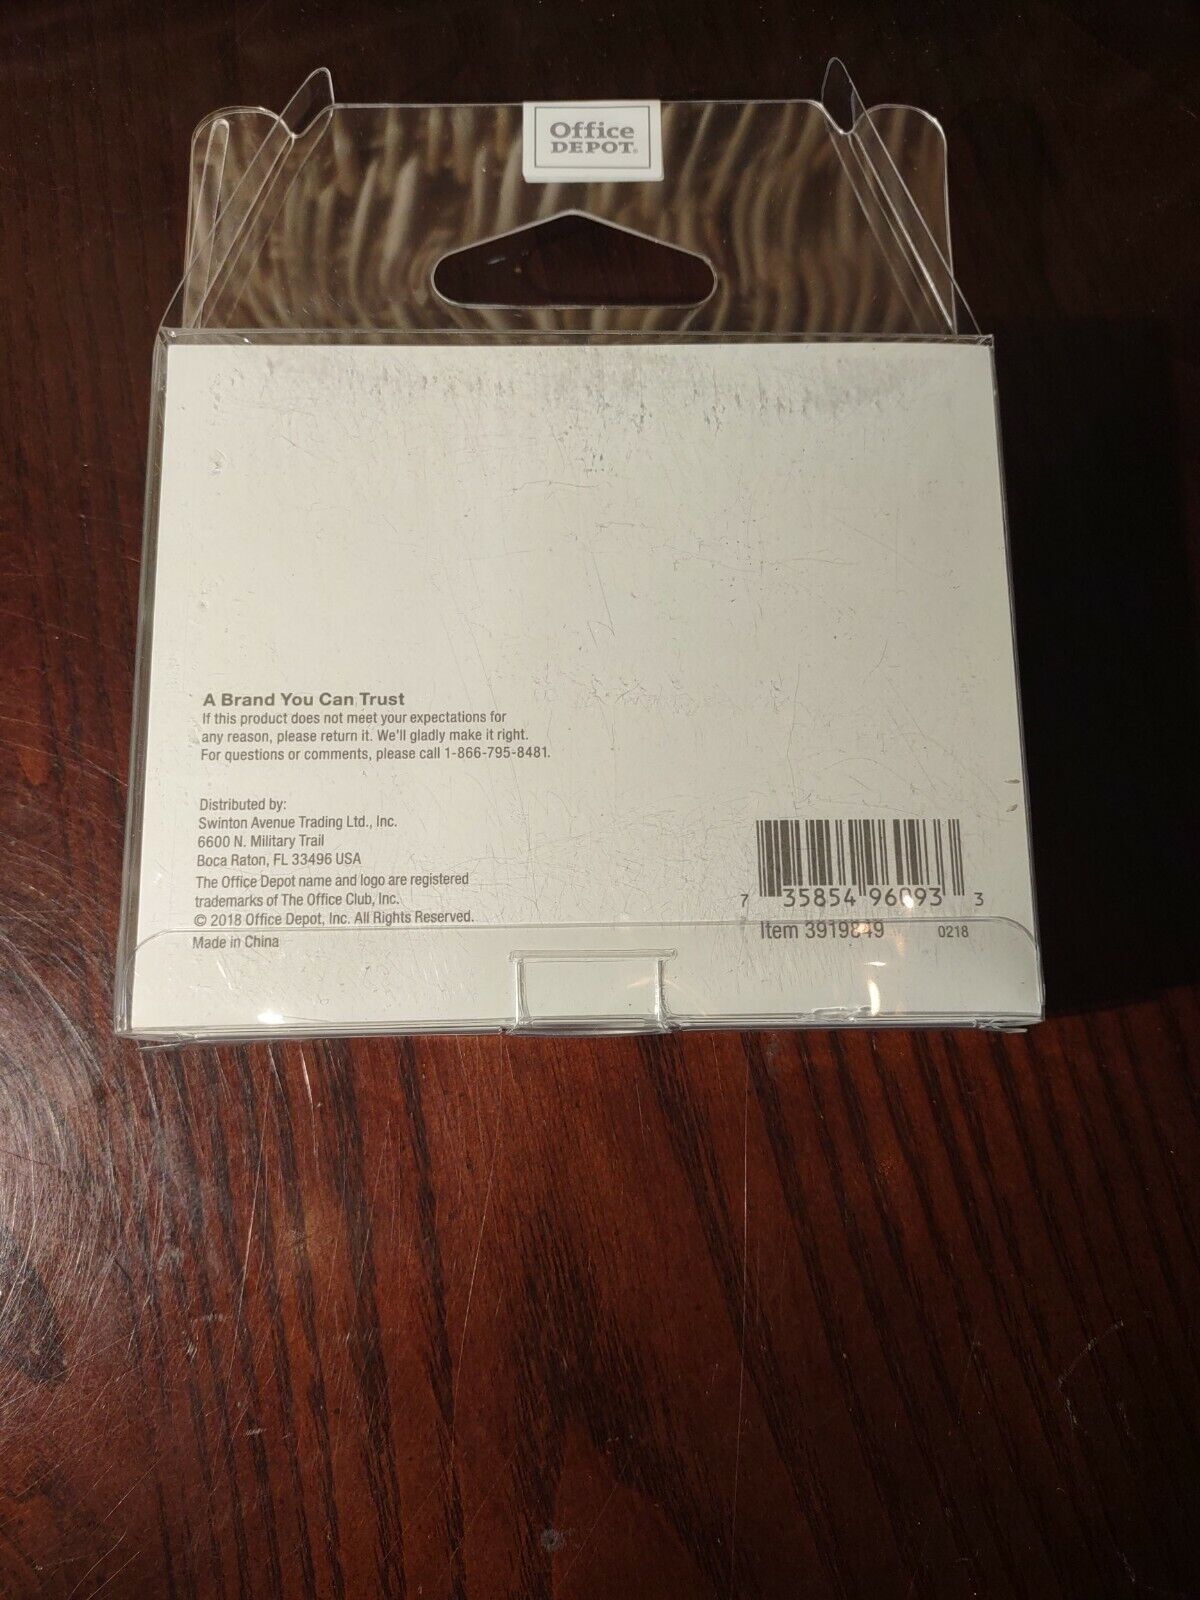 Office
DEPOT®
A Brand You Can Trust
If this product does not meet your expectations for
any reason, please return it. We'll gladly make it right.
For questions or comments, please call 1-866-795-8481.
Distributed by:
Swinton Avenue Trading Ltd., Inc.
6600 N. Military Trail
Boca Raton, FL 33496 USA
The Office Depot name and logo are registered
trademarks of The Office Club, Inc.
© 2018 Office Depot, Inc. All Rights Reserved.
Made in China
7 35854 96093 3
Item 3919849 0218